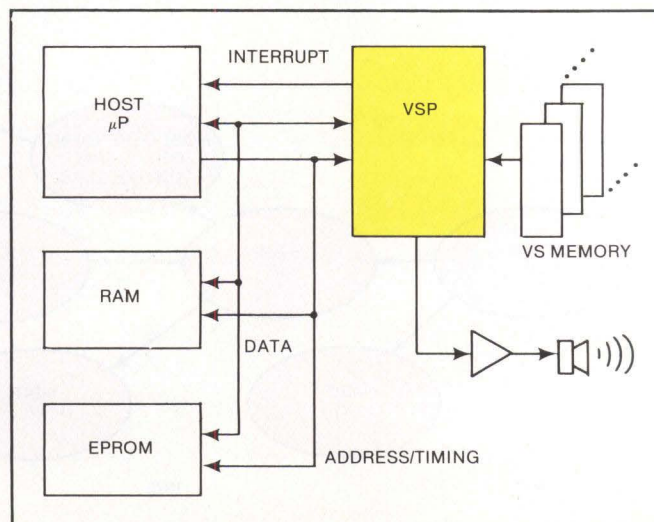 INTERRUPT
HOST
μP
VSP
VS MEMORY
RAM
DATA
EPROM
ADDRESS/TIMING